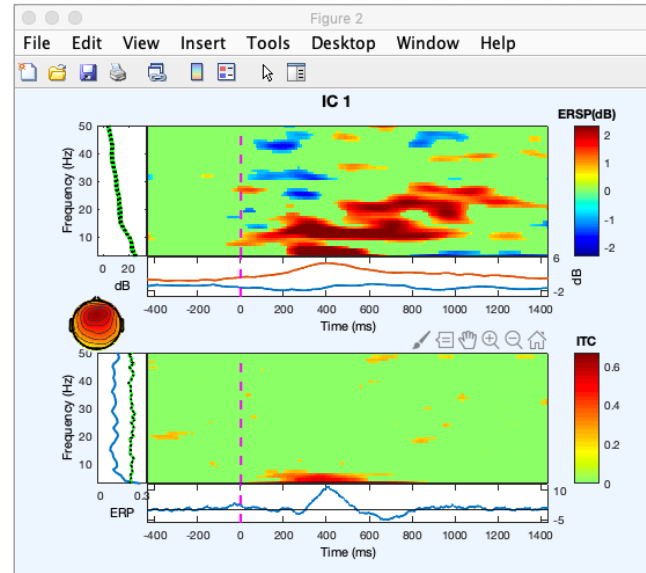 Figure 2
File Edit View Insert Tools Desktop Window Help
IC 1
ERSP(dB)
50
40
30
20
10
Frequency (Hz)
2
1
0
-1
-2
0 20
dB
6
-2
dB
-400 -200 0 200 400 600 800 1000 1200 1400
Time (ms)
ITC
50
40
30
20
10
Frequency (Hz)
0.6
0.4
0.2
0
0 0.3
ERP
10
-5
-400 -200 0 200 400 600 800 1000 1200 1400
Time (ms)